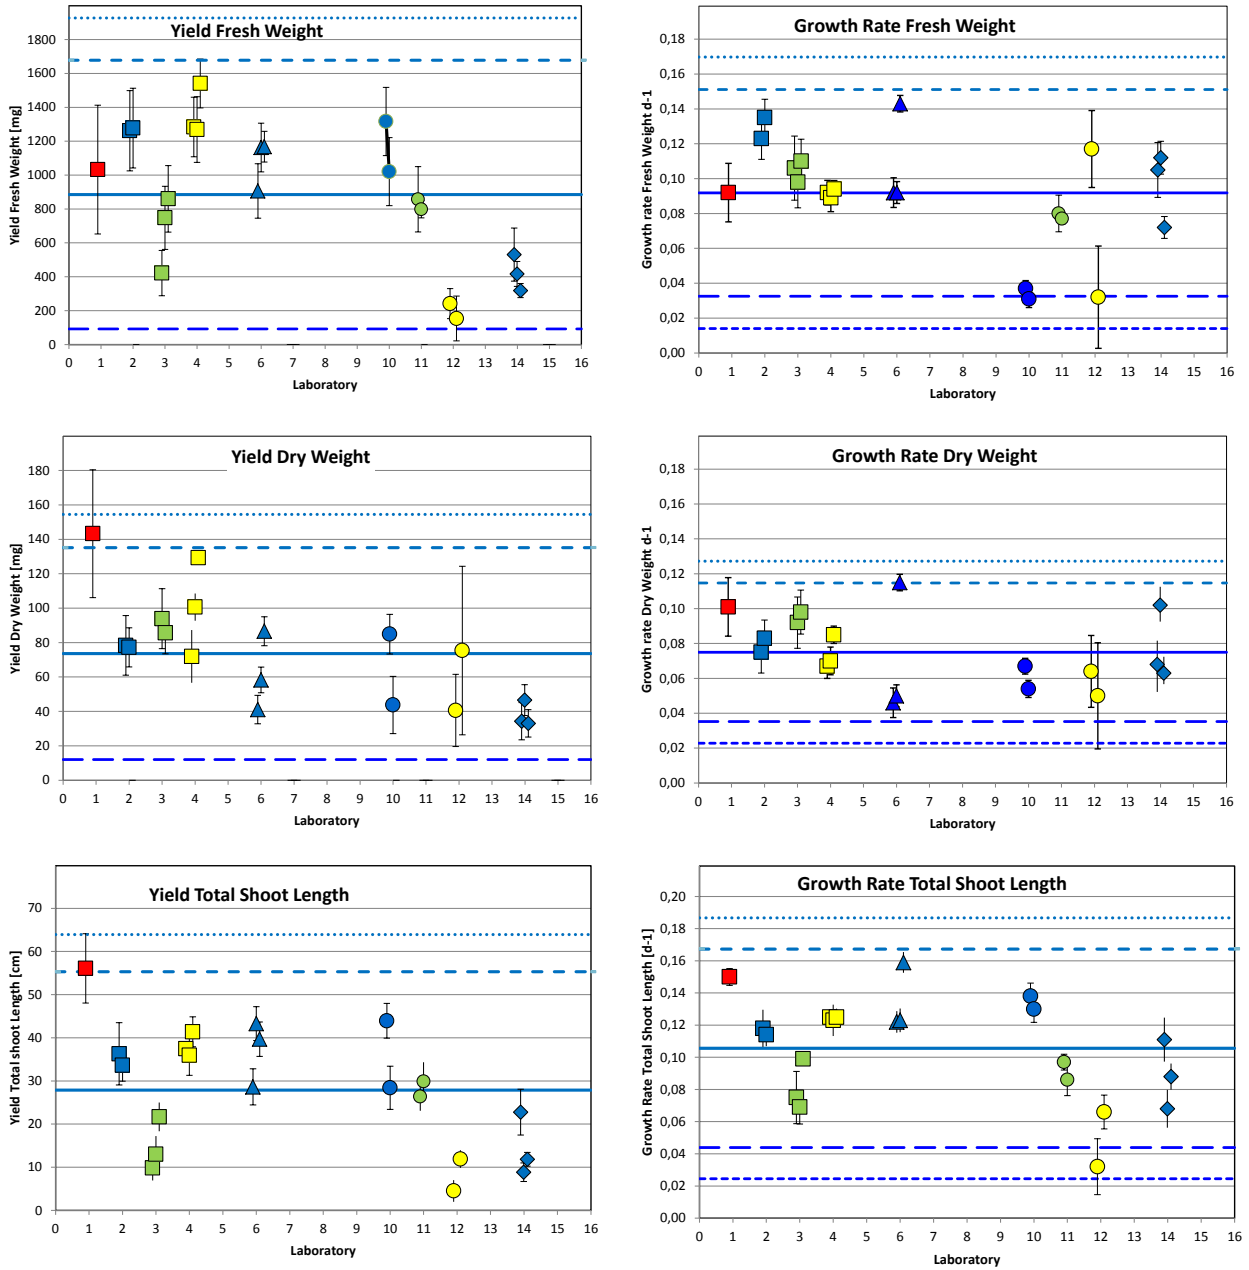 Yield Fresh Weight
Yield Fresh Weight [mg]
1800
1600
1400
1200
1000
800
600
400
200
0
0 1 2 3 4 5 6 7 8 9 10 11 12 13 14 15 16
Laboratory
Growth Rate Fresh Weight
Growth rate Fresh Weight d-1
0,18
0,16
0,14
0,12
0,10
0,08
0,06
0,04
0,02
0,00
0 1 2 3 4 5 6 7 8 9 10 11 12 13 14 15 16
Laboratory
Yield Dry Weight
Yield Dry Weight [mg]
180
160
140
120
100
80
60
40
20
0
0 1 2 3 4 5 6 7 8 9 10 11 12 13 14 15 16
Laboratory
Growth Rate Dry Weight
Growth rate Dry Weight d-1
0,18
0,16
0,14
0,12
0,10
0,08
0,06
0,04
0,02
0,00
0 1 2 3 4 5 6 7 8 9 10 11 12 13 14 15 16
Laboratory
Yield Total Shoot Length
Yield Total shoot Length [cm]
70
60
50
40
30
20
10
0
0 1 2 3 4 5 6 7 8 9 10 11 12 13 14 15 16
Laboratory
Growth Rate Total Shoot Length
Growth Rate Total Shoot Length [d-1]
0,20
0,18
0,16
0,14
0,12
0,10
0,08
0,06
0,04
0,02
0,00
0 1 2 3 4 5 6 7 8 9 10 11 12 13 14 15 16
Laboratory